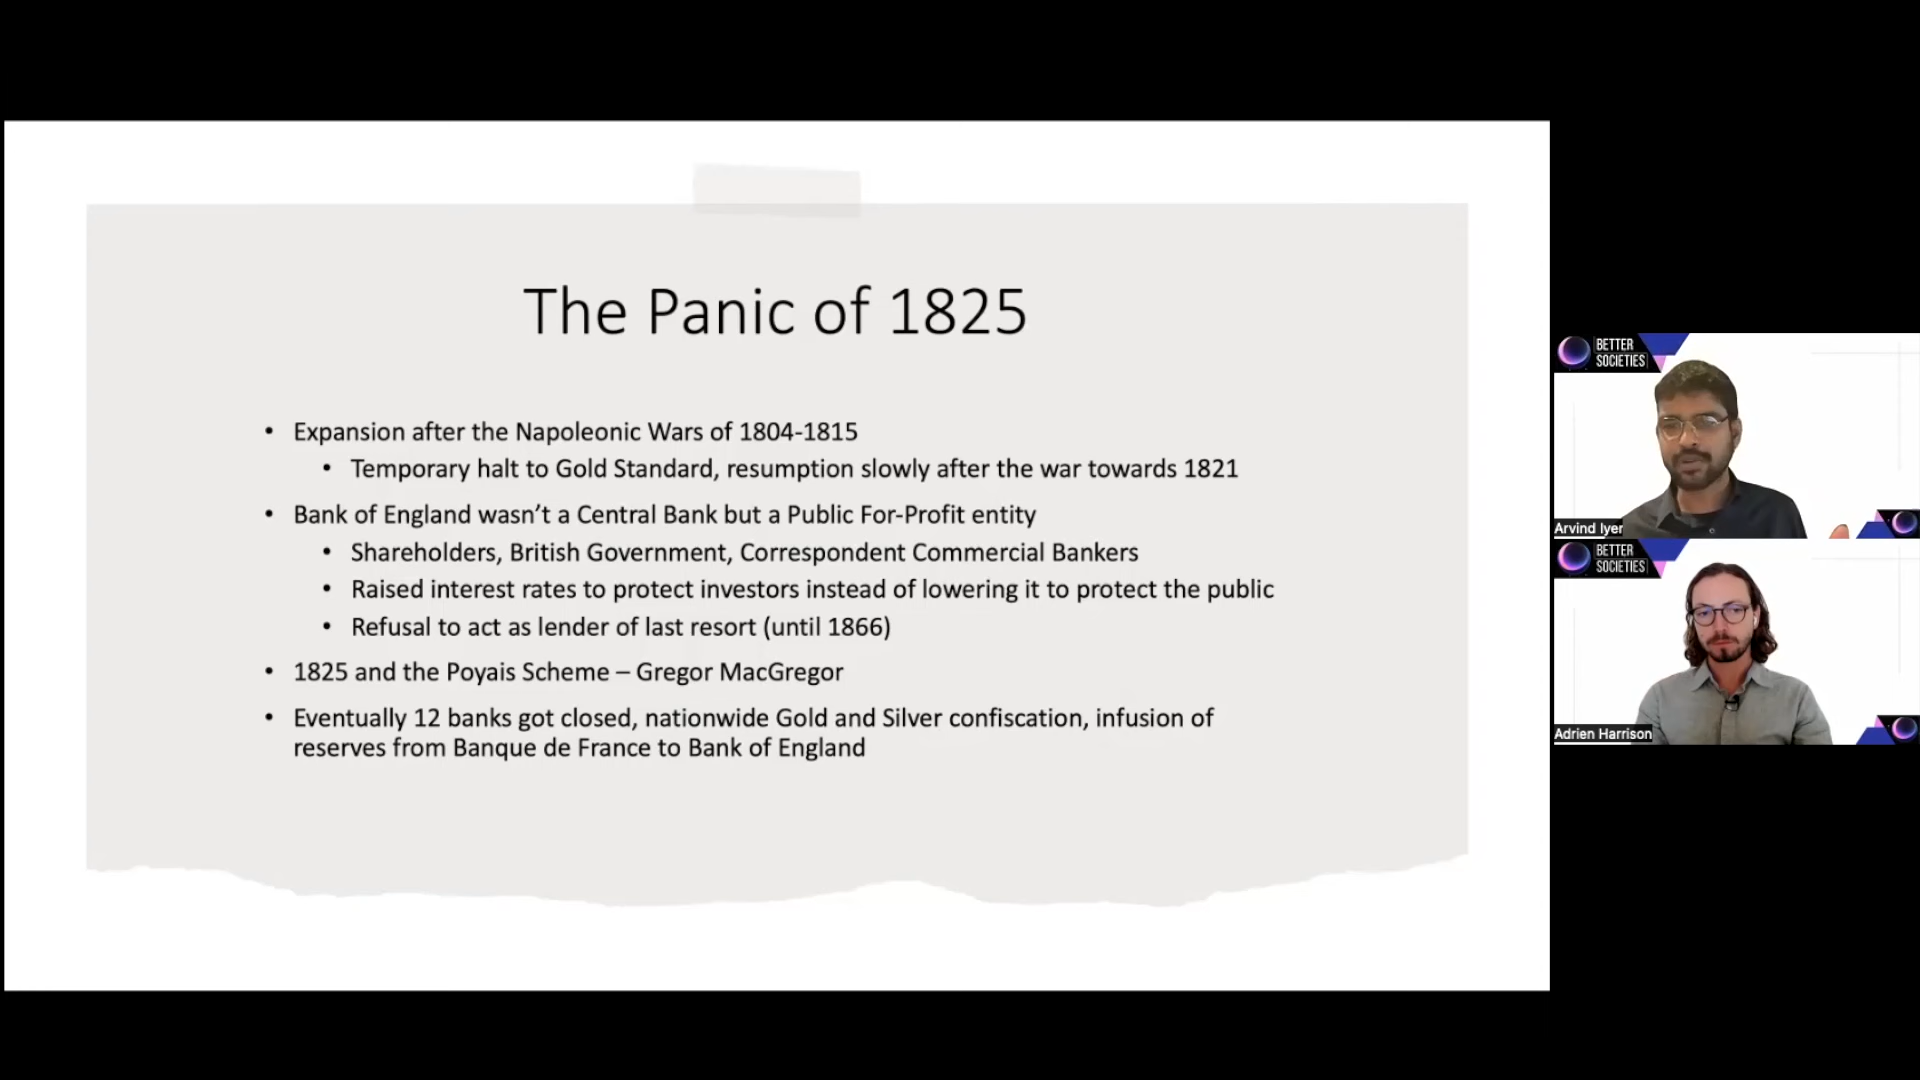 The Panic of 1825
• Expansion after the Napoleonic Wars of 1804-1815
• Temporary halt to Gold Standard, resumption slowly after the war towards 1821
• Bank of England wasn’t a Central Bank but a Public For-Profit entity
• Shareholders, British Government, Correspondent Commercial Bankers
• Raised interest rates to protect investors instead of lowering it to protect the public
• Refusal to act as lender of last resort (until 1866)
• 1825 and the Poyais Scheme – Gregor MacGregor
• Eventually 12 banks got closed, nationwide Gold and Silver confiscation, infusion of
reserves from Banque de France to Bank of England
BETTER
SOCIETIES
Arvind Iyer
BETTER
SOCIETIES
Adrien Harrison